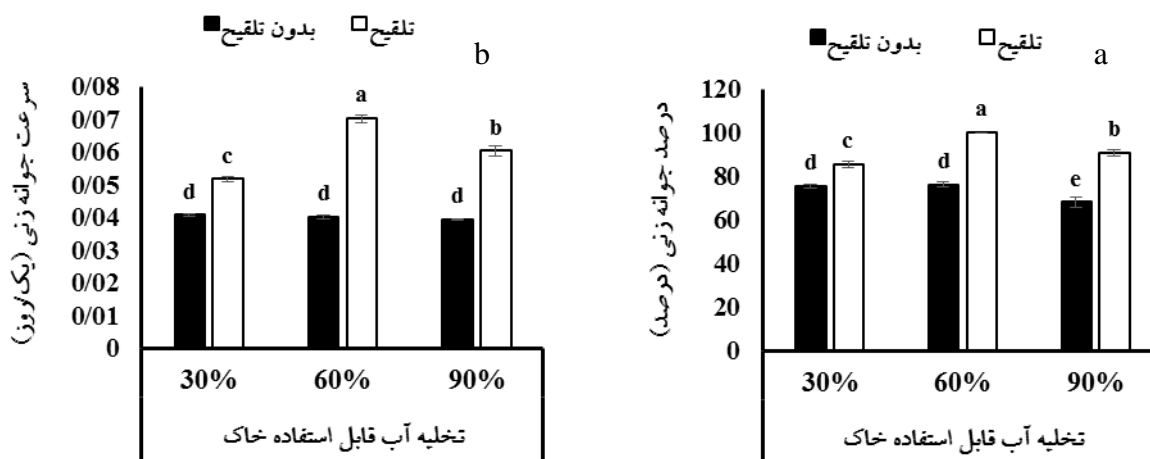 تلقیح
بدون تلقیح
a
درصد جوانه زنی (درصد)
120
100
80
60
40
20
0
d
c
d
a
e
b
30%
60%
90%
تخلیه آب قابل استفاده خاک
تلقیح
بدون تلقیح
b
سرعت جوانه زنی (یک/روز)
0/08
0/07
0/06
0/05
0/04
0/03
0/02
0/01
0
d
c
d
a
d
b
30%
60%
90%
تخلیه آب قابل استفاده خاک